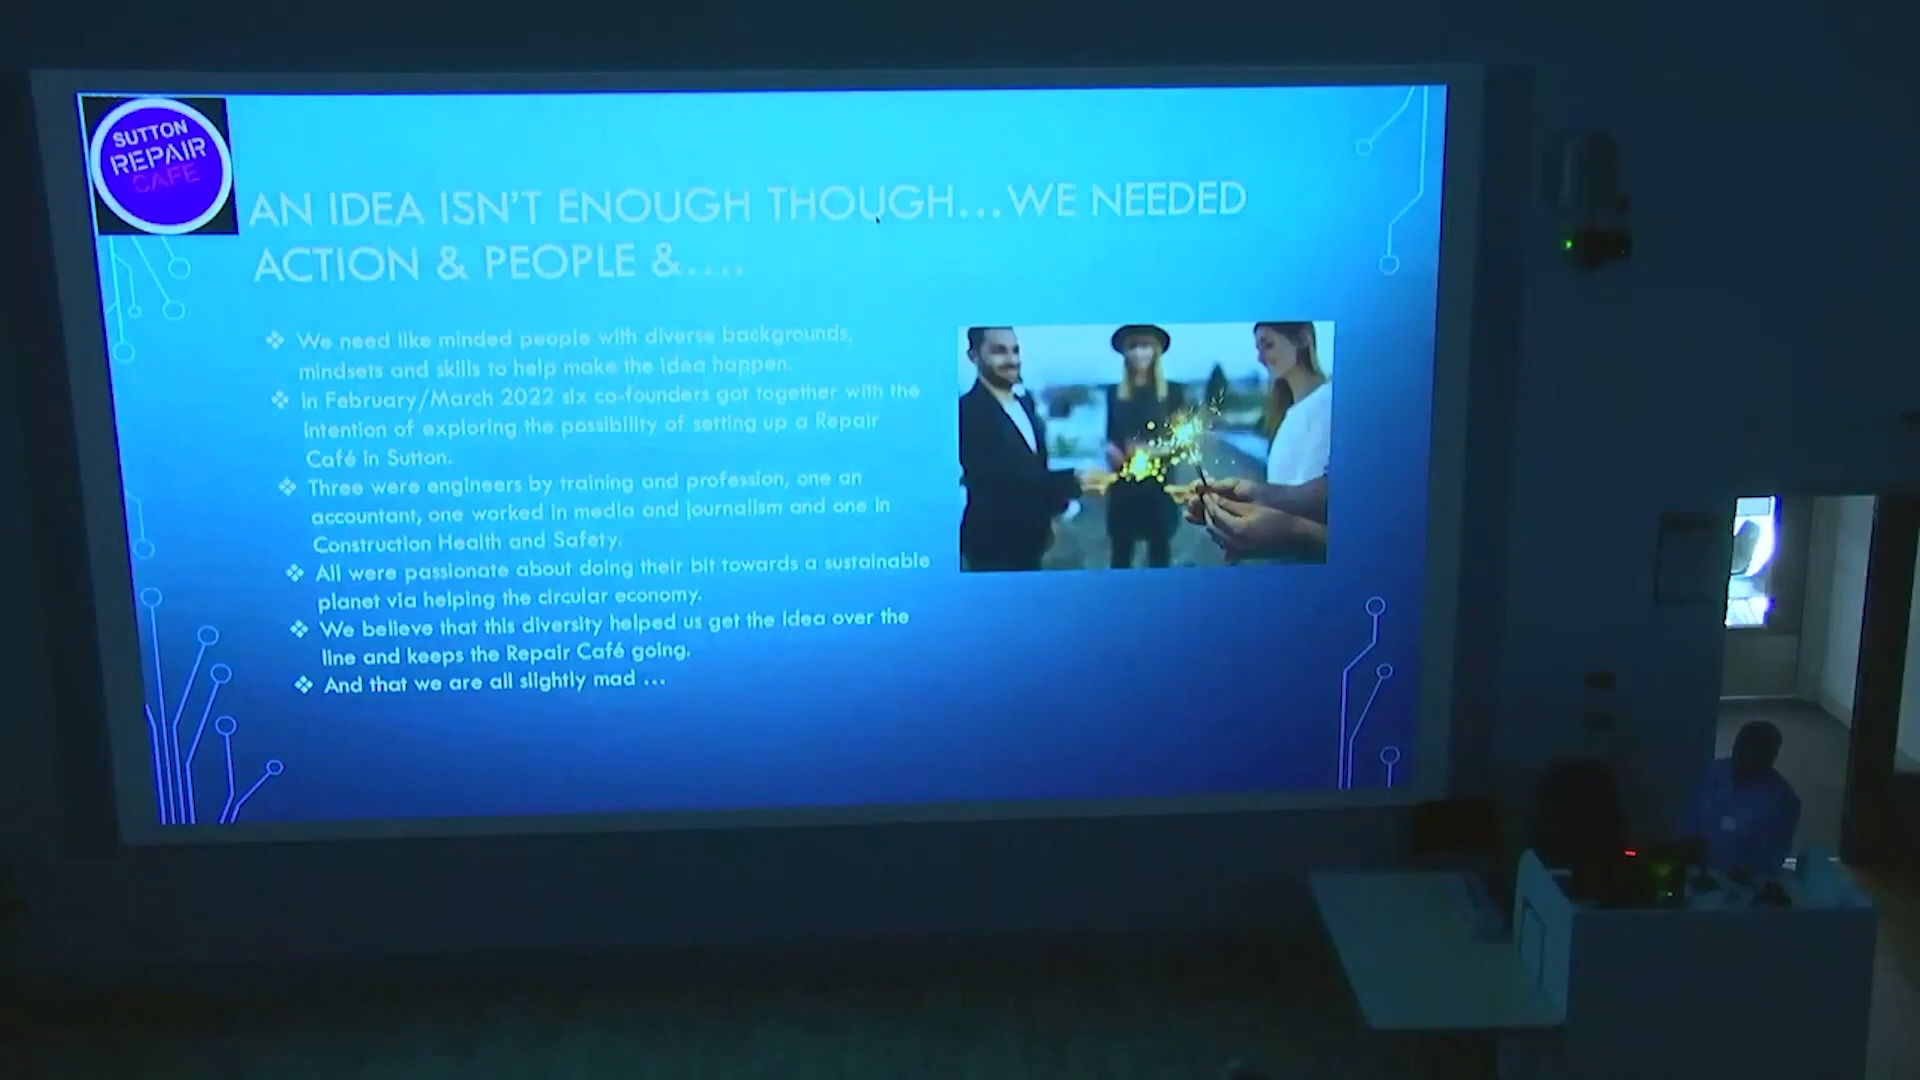 SUTTON
REPAIR
CAFE
AN IDEA ISN'T ENOUGH THOUGH...WE NEEDED
ACTION & PEOPLE &....
❖ We need like minded people with diverse backgrounds,
mindsets and skills to help make the idea happen.
❖ In February/March 2022 six co-founders got together with the
intention of exploring the possibility of setting up a Repair
Café in Sutton.
❖ Three were engineers by training and profession, one an
accountant, one worked in media and journalism and one in
Construction Health and Safety.
❖ All were passionate about doing their bit towards a sustainable
planet via helping the circular economy.
❖ We believe that this diversity helped us get the idea over the
line and keeps the Repair Café going.
❖ And that we are all slightly mad ...